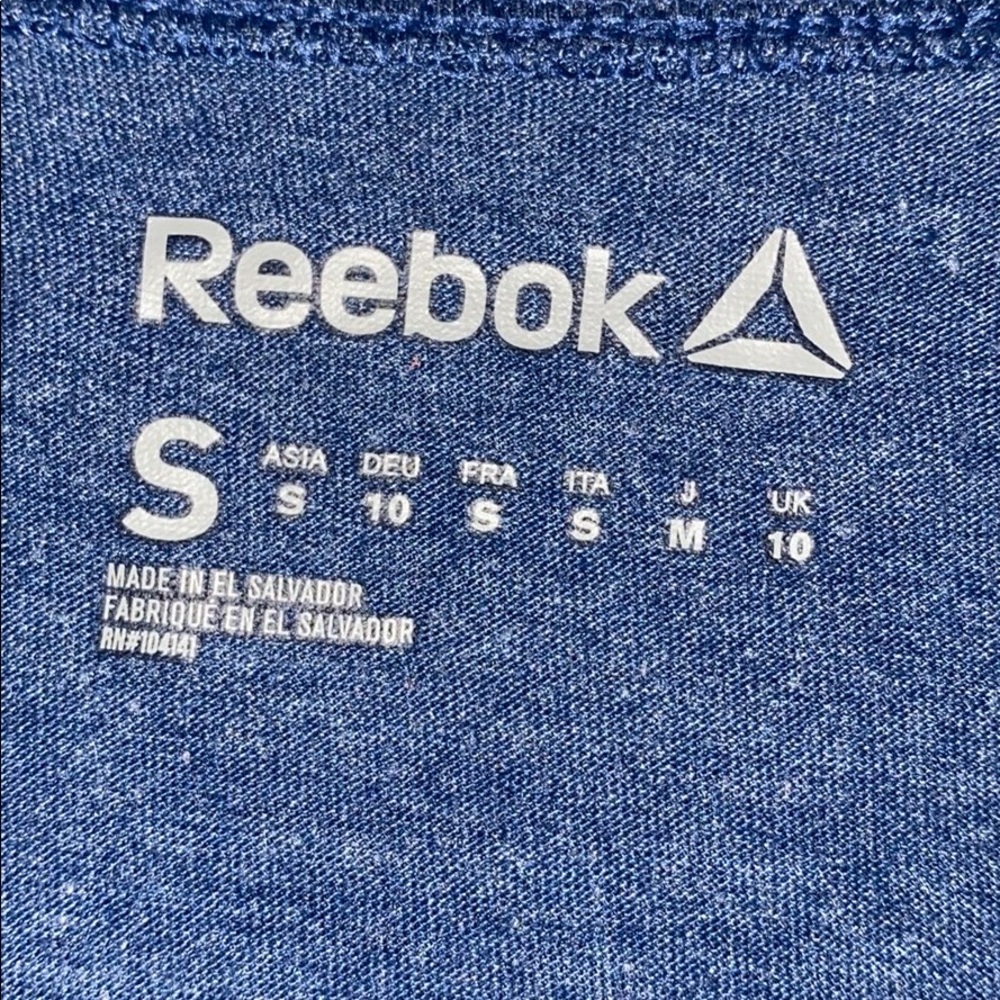 Reebok
S ASIA DEU FRA ITA J UK
S 10 S S M 10
MADE IN EL SALVADOR
FABRIQUÉ EN EL SALVADOR
RN#104141